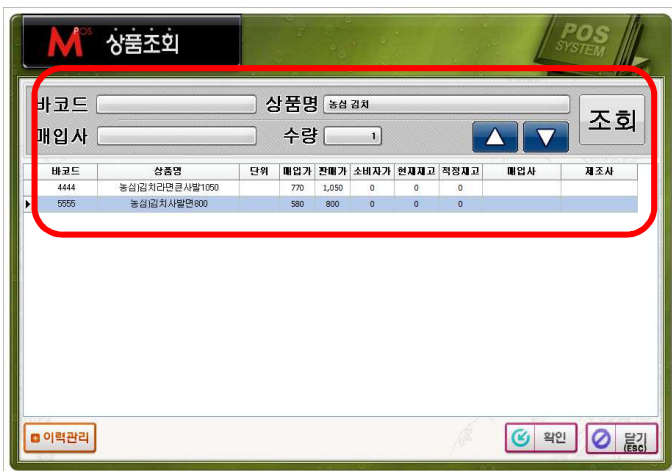 MPOS 상품조회 POS SYSTEM
바코드 상품명 농심 김치 조회
매입사 수량 1
바코드 상품명 단위 매입가 판매가 소비자가 현재재고 적정재고 매입사 제조사
4444 농심)김치라면큰사발1050 770 1,050 0 0 0
5555 농심)김치사발면800 580 800 0 0 0
이력관리 확인 닫기
(ESC)